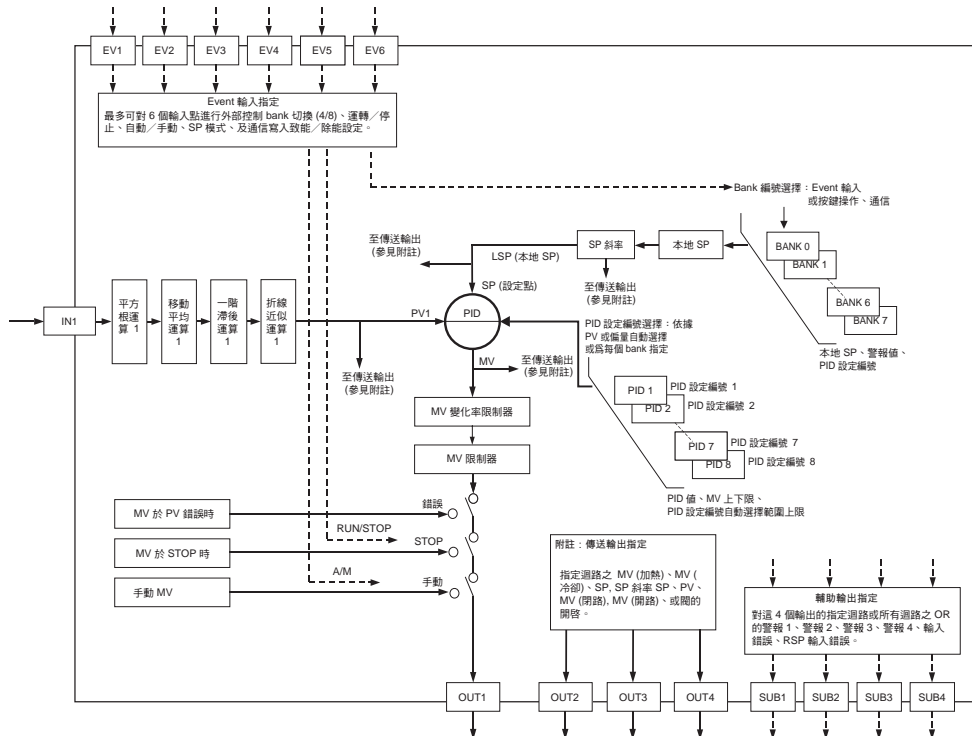 EV1
EV2
EV3
EV4
EV5
EV6
Event 輸入指定
最多可對 6 個輸入點進行外部控制 bank 切換 (4/8)、運轉／停
止、自動／手動、SP 模式、及通信寫入致能／除能設定。
Bank 編號選擇：Event 輸入
或按鍵操作、通信
BANK 0
BANK 1
BANK 6
BANK 7
本地 SP、警報値、
PID 設定編號
本地 SP
SP 斜率
至傳送輸出
(參見附註)
LSP (本地 SP)
至傳送輸出
(參見附註)
SP (設定點)
IN1
平方
根運
算 1
移動
平均
運算
1
一階
滯後
運算
1
折線
近似
運算
1
至傳送輸出
(參見附註)
PV1
PID
MV
至傳送輸出
(參見附註)
PID 設定編號選擇：依據
PV 或偏量自動選擇
或爲每個 bank 指定
PID 1
PID 設定編號 1
PID 2
PID 設定編號 2
PID 7
PID 設定編號 7
PID 8
PID 設定編號 8
PID 値、MV 上下限、
PID 設定編號自動選擇範圍上限
MV 變化率限制器
MV 限制器
MV 於 PV 錯誤時
錯誤
RUN/STOP
MV 於 STOP 時
STOP
A/M
手動 MV
手動
附註：傳送輸出指定
指定迴路之 MV (加熱)、MV (
冷卻)、SP, SP 斜率 SP、PV、
MV (閉路), MV (開路)、或閥的
開啓。
輔助輸出指定
對這 4 個輸出的指定迴路或所有迴路之 OR
的警報 1、警報 2、警報 3、警報 4、輸入
錯誤、RSP 輸入錯誤。
OUT1
OUT2
OUT3
OUT4
SUB1
SUB2
SUB3
SUB4